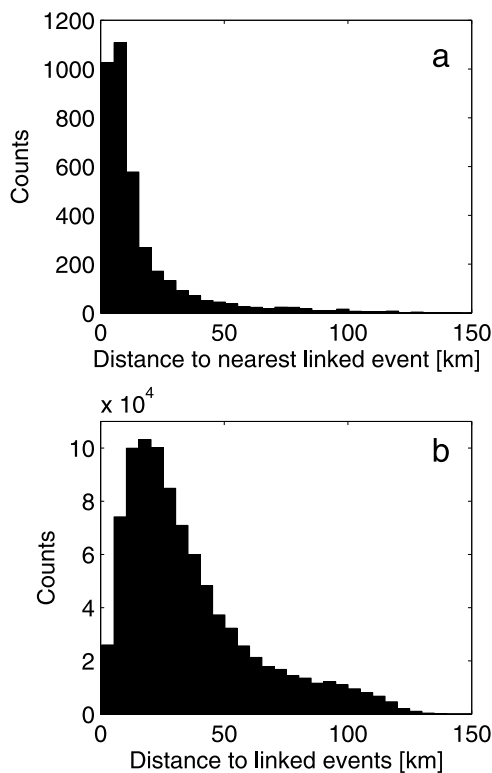 1200
1000
800
600
400
200
0
Counts
a
0 50 100 150
Distance to nearest linked event [km]
x 10^4
10
8
6
4
2
0
Counts
b
0 50 100 150
Distance to linked events [km]